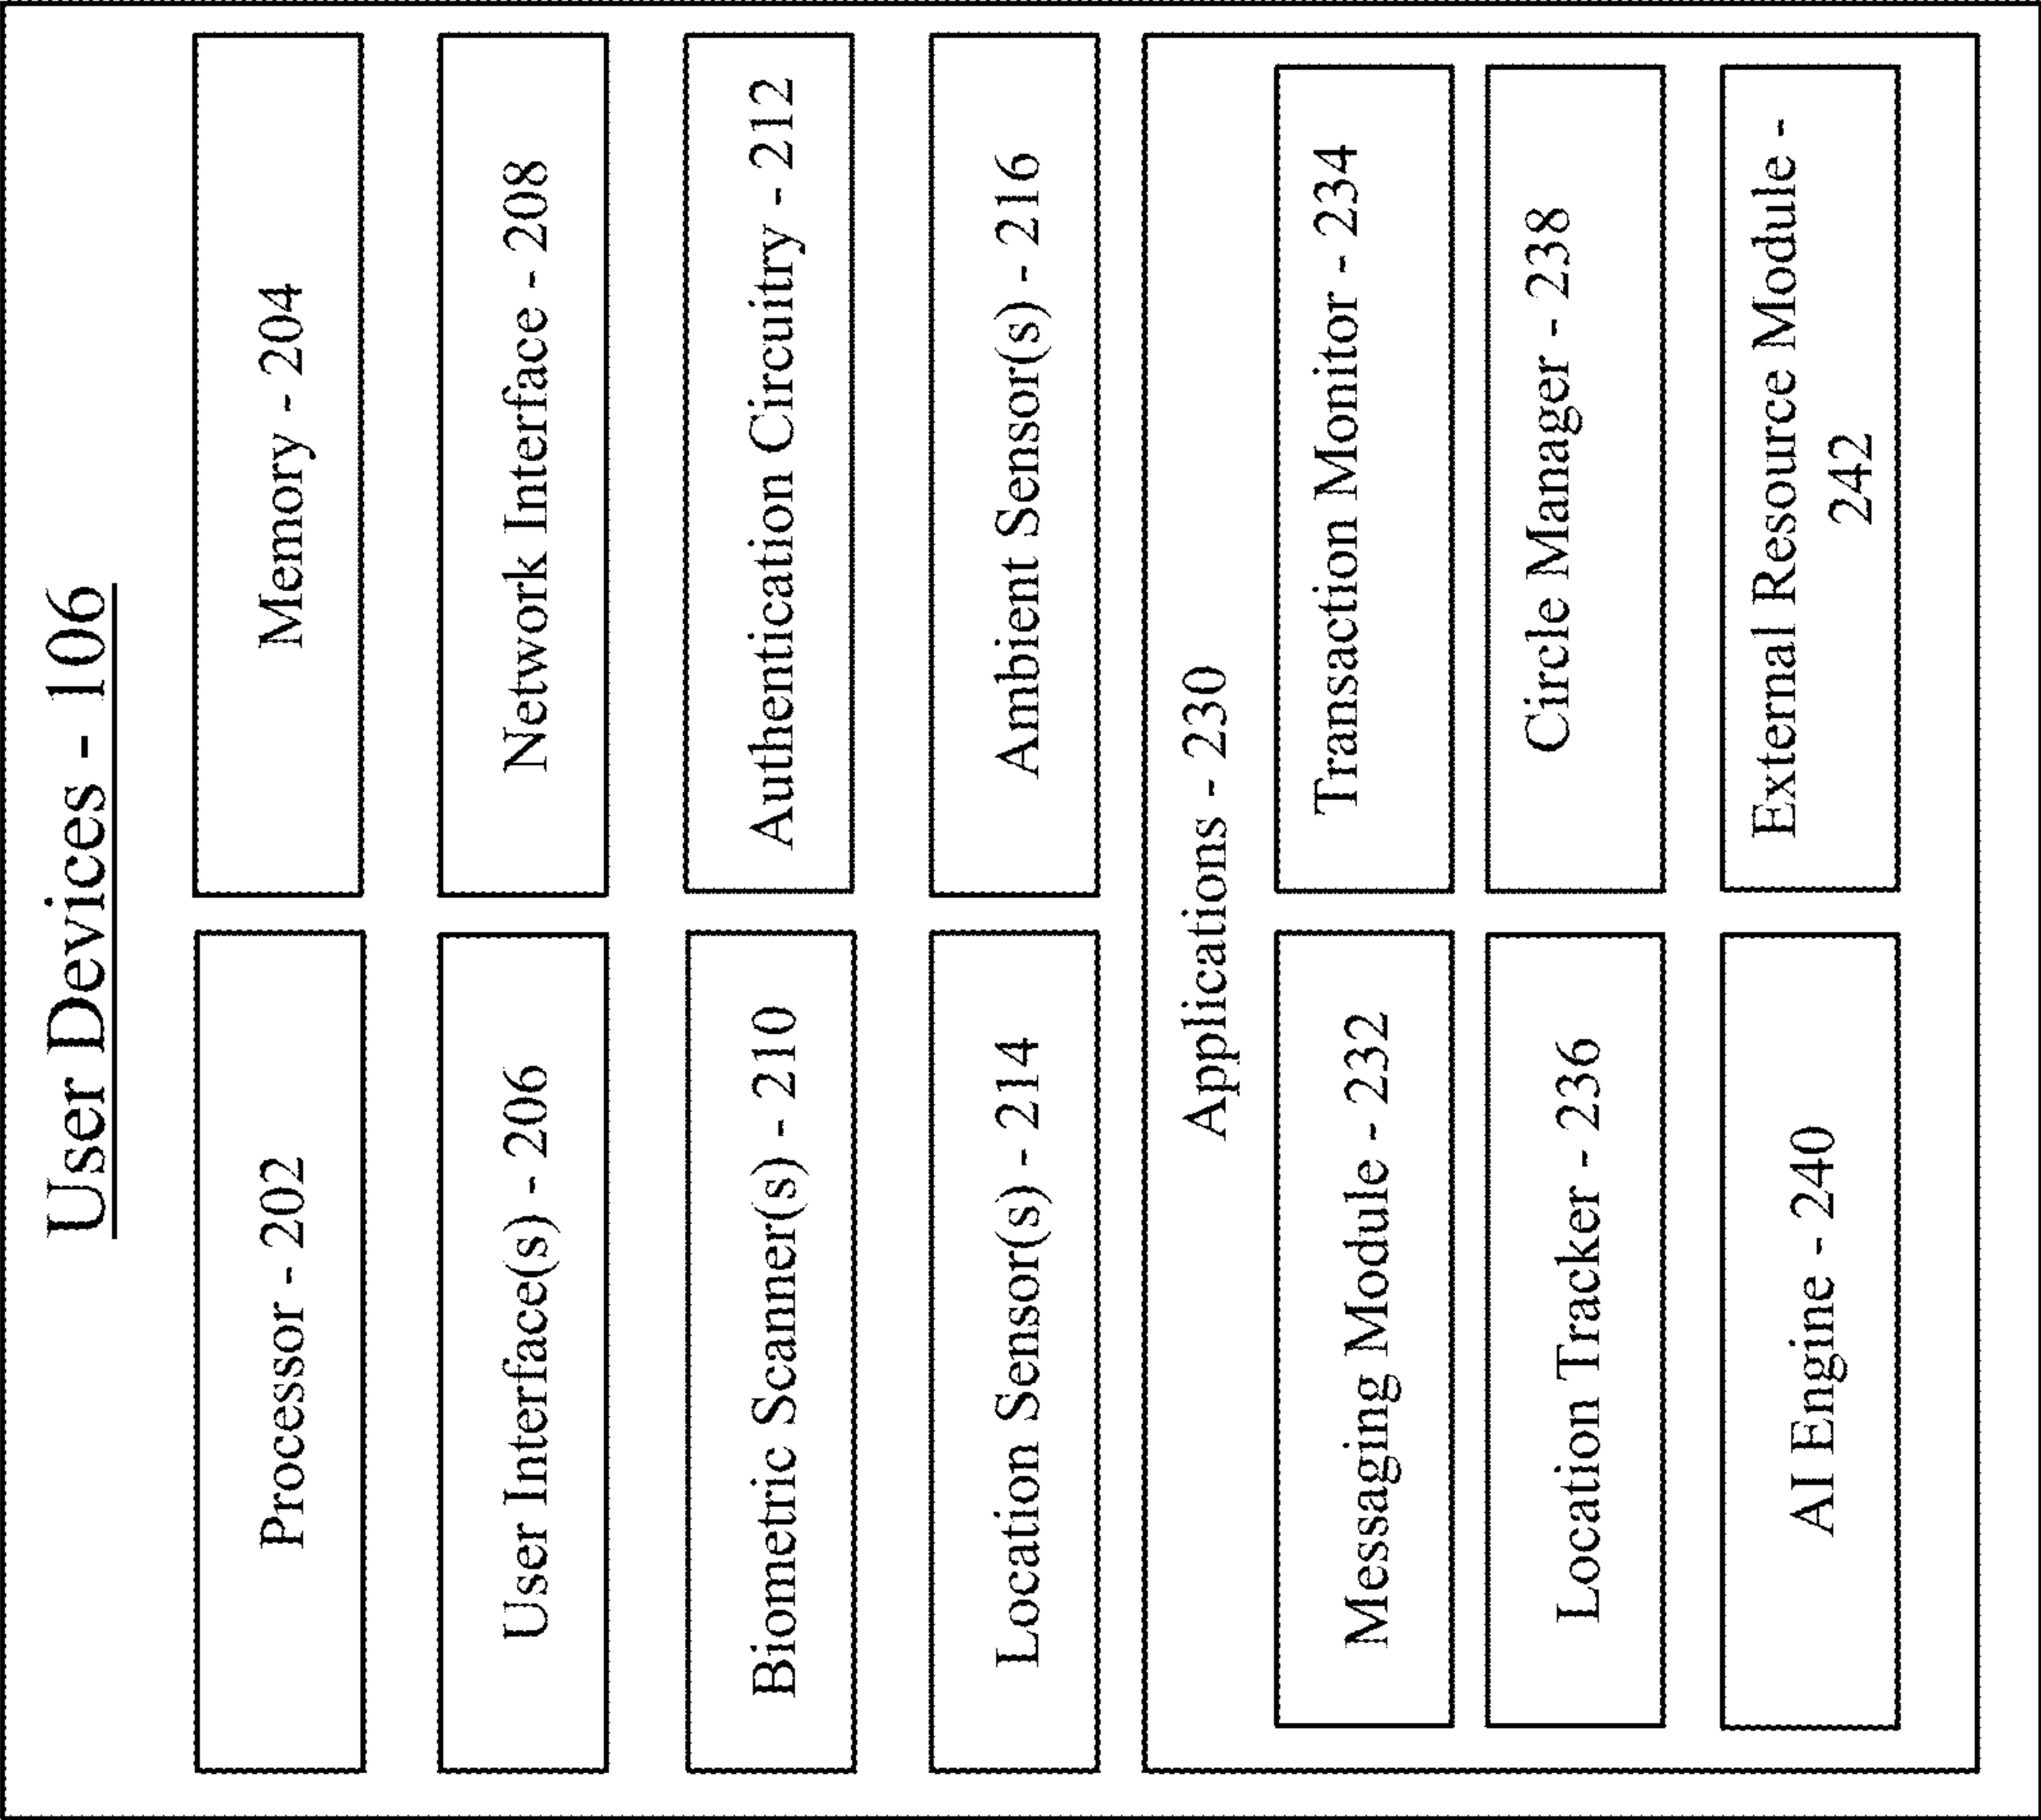 User Devices - 106
Processor - 202
Memory - 204
User Interface(s) - 206
Network Interface - 208
Biometric Scanner(s) - 210
Authentication Circuitry - 212
Location Sensor(s) - 214
Ambient Sensor(s) - 216
Applications - 230
Messaging Module - 232
Transaction Monitor - 234
Location Tracker - 236
Circle Manager - 238
AI Engine - 240
External Resource Module -
242